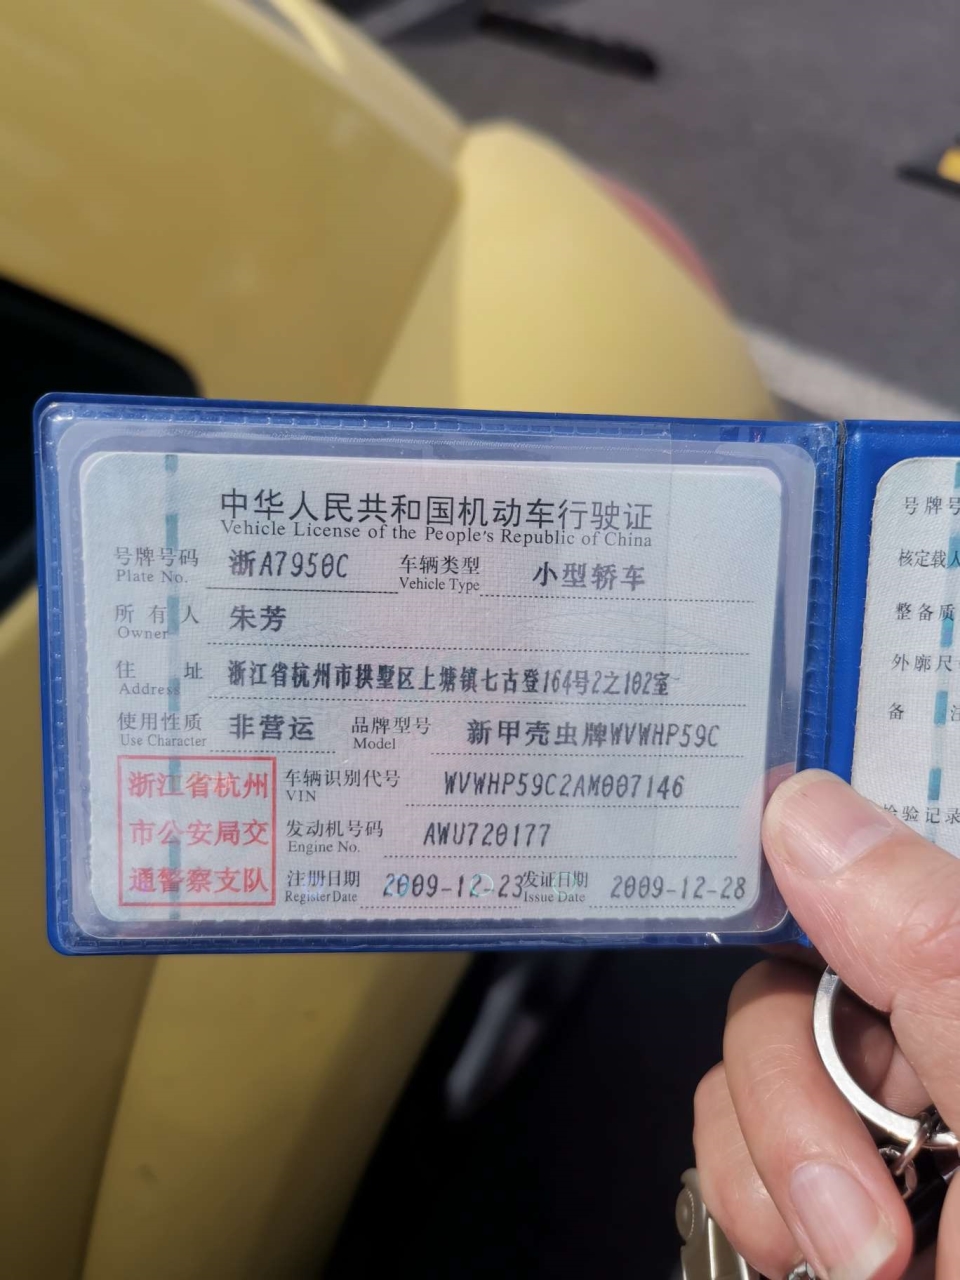 中华人民共和国机动车行驶证
Vehicle License of the People's Republic of China
号牌号码 浙A7950C 车辆类型 小型轿车
Plate No. Vehicle Type
所有人 朱芳
Owner
住址 浙江省杭州市拱墅区上塘镇七古登164号2之102室
Address
使用性质 非营运 品牌型号 新甲壳虫牌WVWHP59C
Use Character Model
浙江省杭州
市公安局交
通警察支队
车辆识别代号 WVWHP59C2AM007146
VIN
发动机号码 AWU720177
Engine No.
注册日期 2009-12-23 发证日期 2009-12-28
Register Date Issue Date
号牌号
核定载人
整备质
外廓尺
备注
检验记录